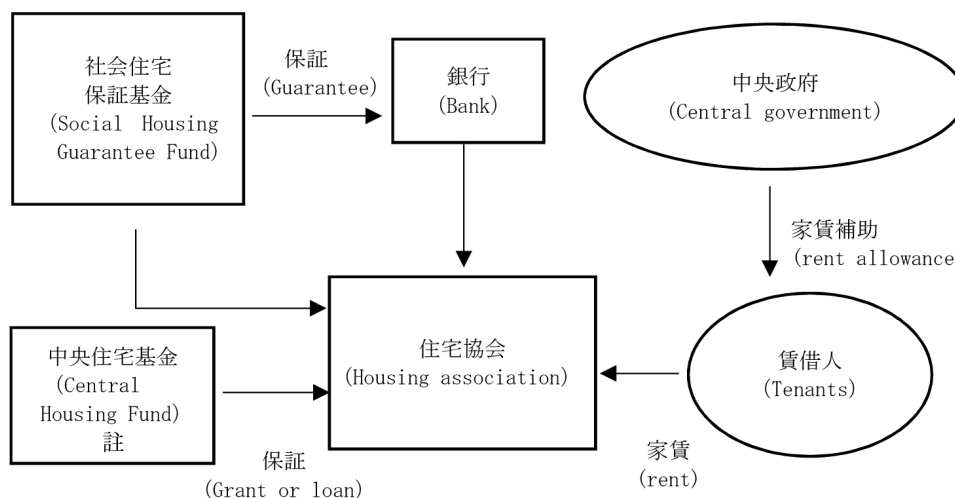 社会住宅
保証基金
(Social Housing
Guarantee Fund)
保証
(Guarantee)
銀行
(Bank)
中央政府
(Central government)
家賃補助
(rent allowance
中央住宅基金
(Central
Housing Fund)
註
住宅協会
(Housing association)
賃借人
(Tenants)
保証
(Grant or loan)
家賃
(rent)